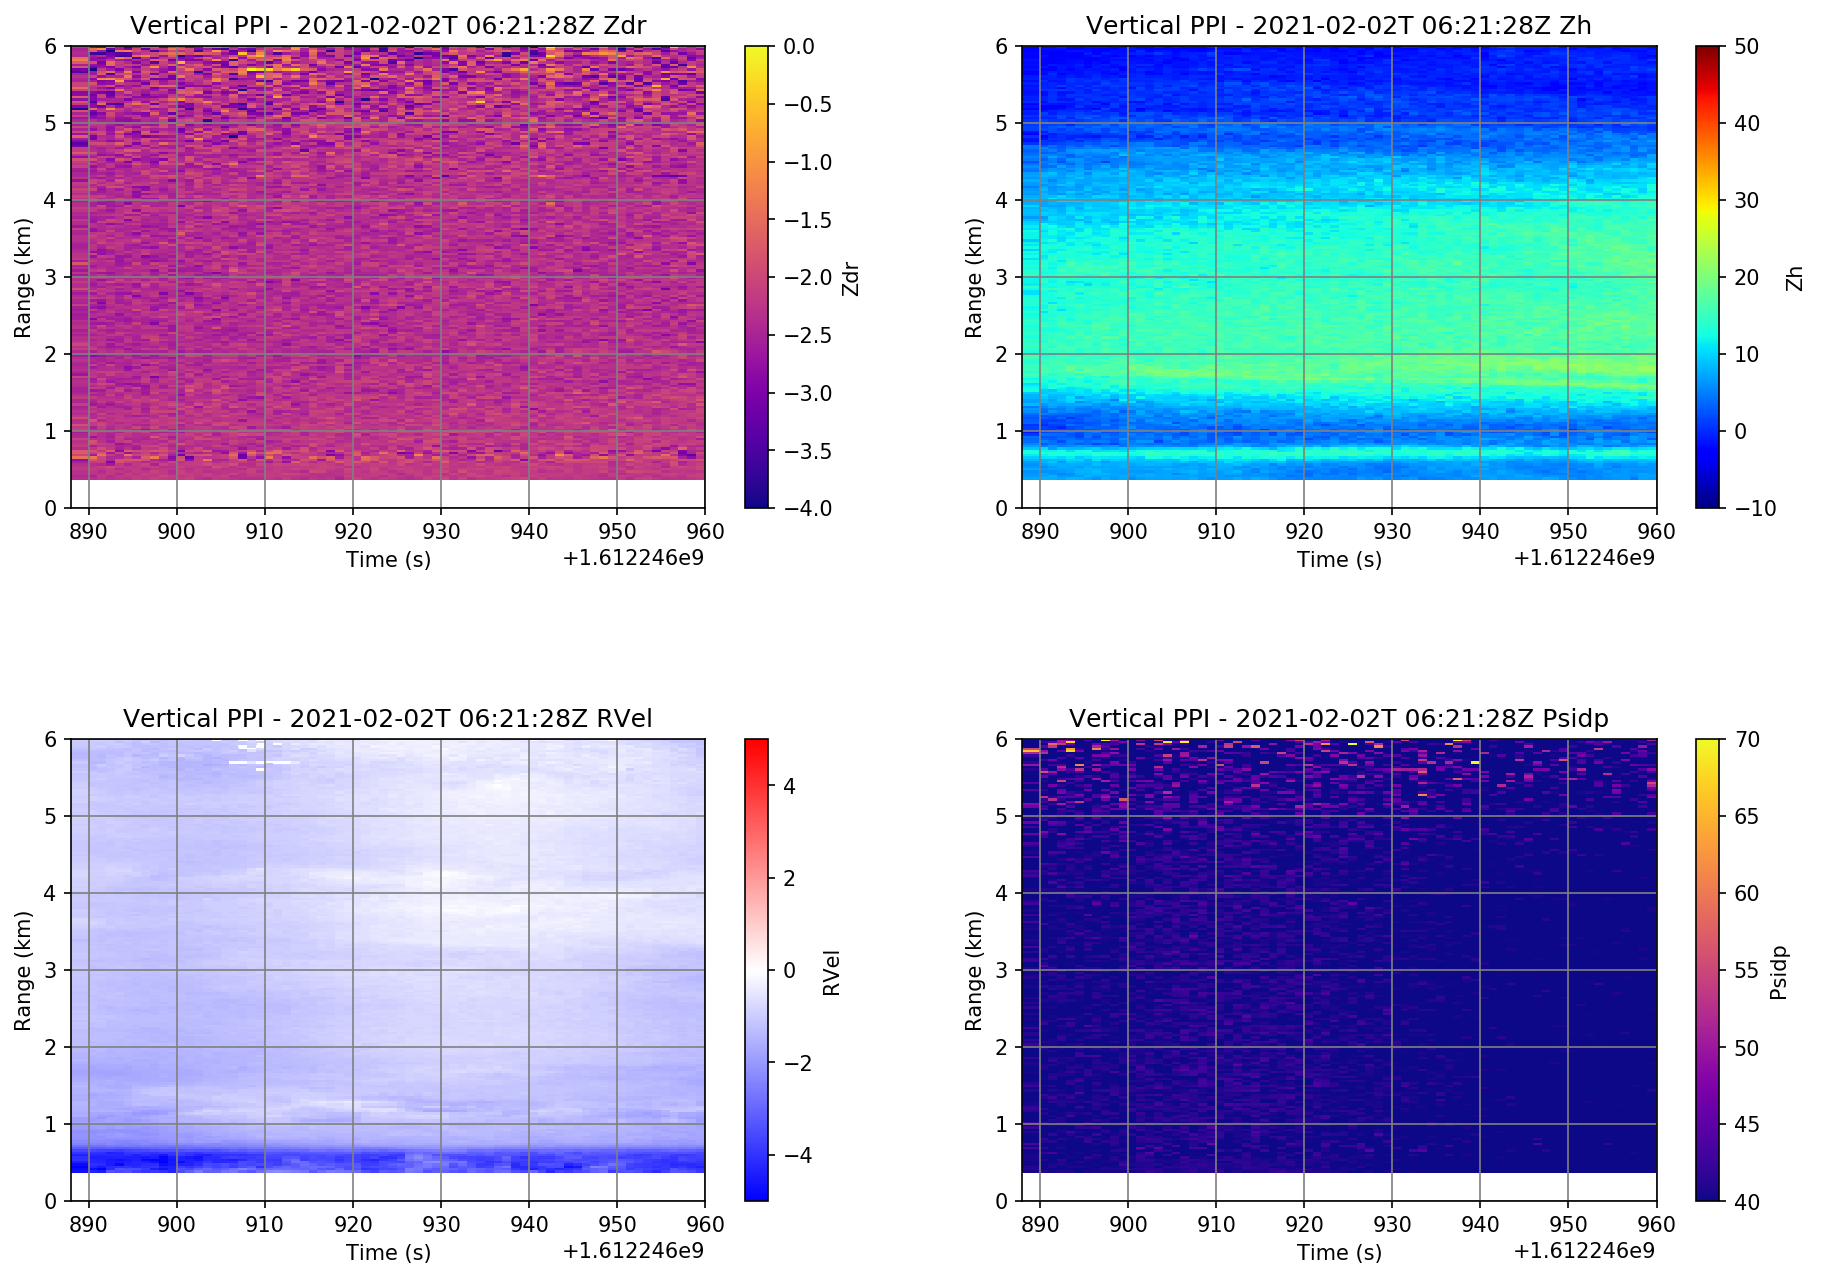 Vertical PPI - 2021-02-02T 06:21:28Z Zdr
6
5
4
3
2
1
0
Range (km)
890 900 910 920 930 940 950 960
Time (s)
+1.612246e9
0.0
−0.5
−1.0
−1.5
−2.0
−2.5
−3.0
−3.5
−4.0
Zdr
Vertical PPI - 2021-02-02T 06:21:28Z Zh
6
5
4
3
2
1
0
Range (km)
890 900 910 920 930 940 950 960
Time (s)
+1.612246e9
50
40
30
20
10
0
−10
Zh
Vertical PPI - 2021-02-02T 06:21:28Z RVel
6
5
4
3
2
1
0
Range (km)
890 900 910 920 930 940 950 960
Time (s)
+1.612246e9
4
2
0
−2
−4
RVel
Vertical PPI - 2021-02-02T 06:21:28Z Psidp
6
5
4
3
2
1
0
Range (km)
890 900 910 920 930 940 950 960
Time (s)
+1.612246e9
70
65
60
55
50
45
40
Psidp